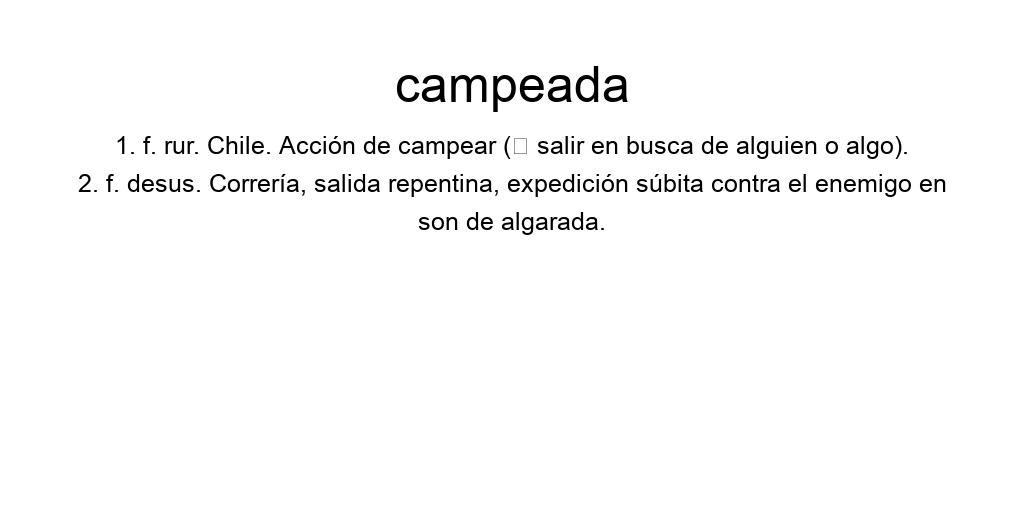 campeada
1. f. rur. Chile. Acción de campear (□ salir en busca de alguien o algo).
2. f. desus. Correría, salida repentina, expedición súbita contra el enemigo en
son de algarada.